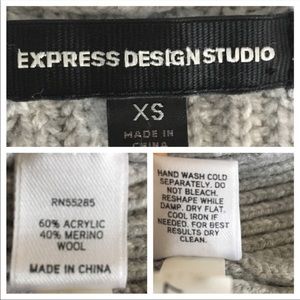 EXPRESS DESIGN STUDIO
XS
MADE IN
CHINA
RN55285
60% ACRYLIC
40% MERINO
WOOL
MADE IN CHINA
HAND WASH COLD
SEPARATELY. DO
NOT BLEACH.
RESHAPE WHILE
DAMP. DRY FLAT.
COOL IRON IF
NEEDED. FOR BEST
RESULTS DRY
CLEAN.